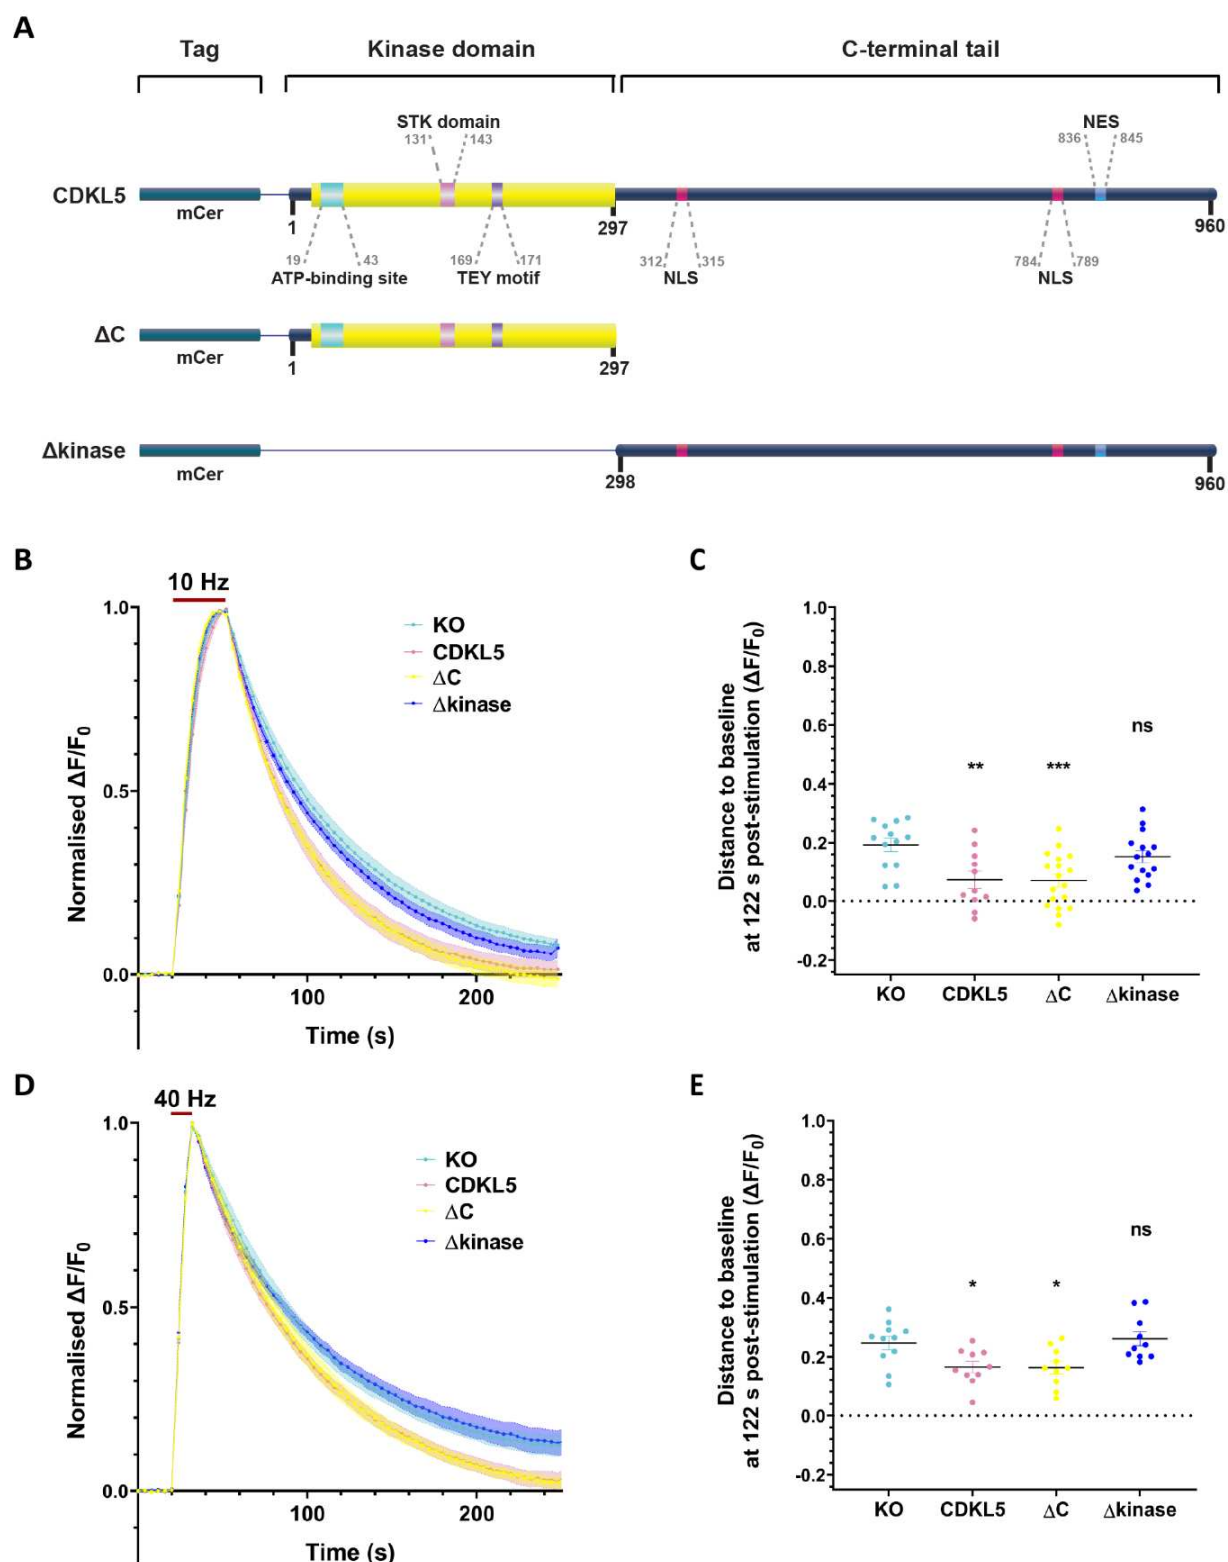 A
Tag Kinase domain C-terminal tail
STK domain NES
131 143 836 845
CDKL5
mCer 1 297 960
19 43 169 171 312 315 784 789
ATP-binding site TEY motif NLS NLS
ΔC
mCer 1 297
Δkinase
mCer 298 960
B
10 Hz
1.0
0.5
0.0
Normalised ΔF/F0
KO
CDKL5
ΔC
Δkinase
100 200
Time (s)
C
Distance to baseline
at 122 s post-stimulation (ΔF/F0)
1.0
0.8
0.6
0.4
0.2
0.0
-0.2
** *** ns
KO CDKL5 ΔC Δkinase
D
40 Hz
1.0
0.5
0.0
Normalised ΔF/F0
KO
CDKL5
ΔC
Δkinase
100 200
Time (s)
E
Distance to baseline
at 122 s post-stimulation (ΔF/F0)
1.0
0.8
0.6
0.4
0.2
0.0
-0.2
* * ns
KO CDKL5 ΔC Δkinase